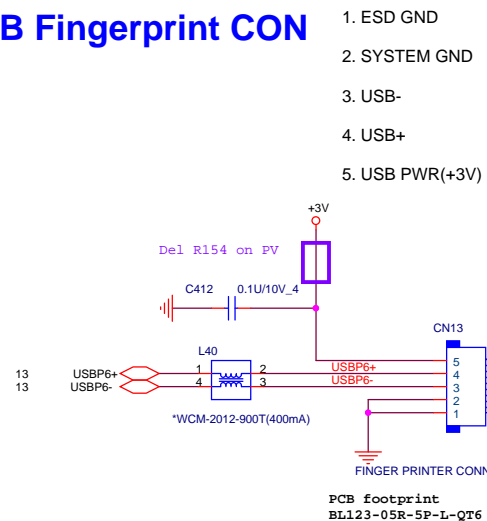 B Fingerprint CON
1. ESD GND
2. SYSTEM GND
3. USB-
4. USB+
5. USB PWR(+3V)
+3V
Del R154 on PV
C412 0.1U/10V_4
CN13
L40
13 USBP6+ 1 2 USBP6+ 5
13 USBP6- 4 3 USBP6- 4
3
2
1
*WCM-2012-900T(400mA)
FINGER PRINTER CONN
PCB footprint
BL123-05R-5P-L-QT6